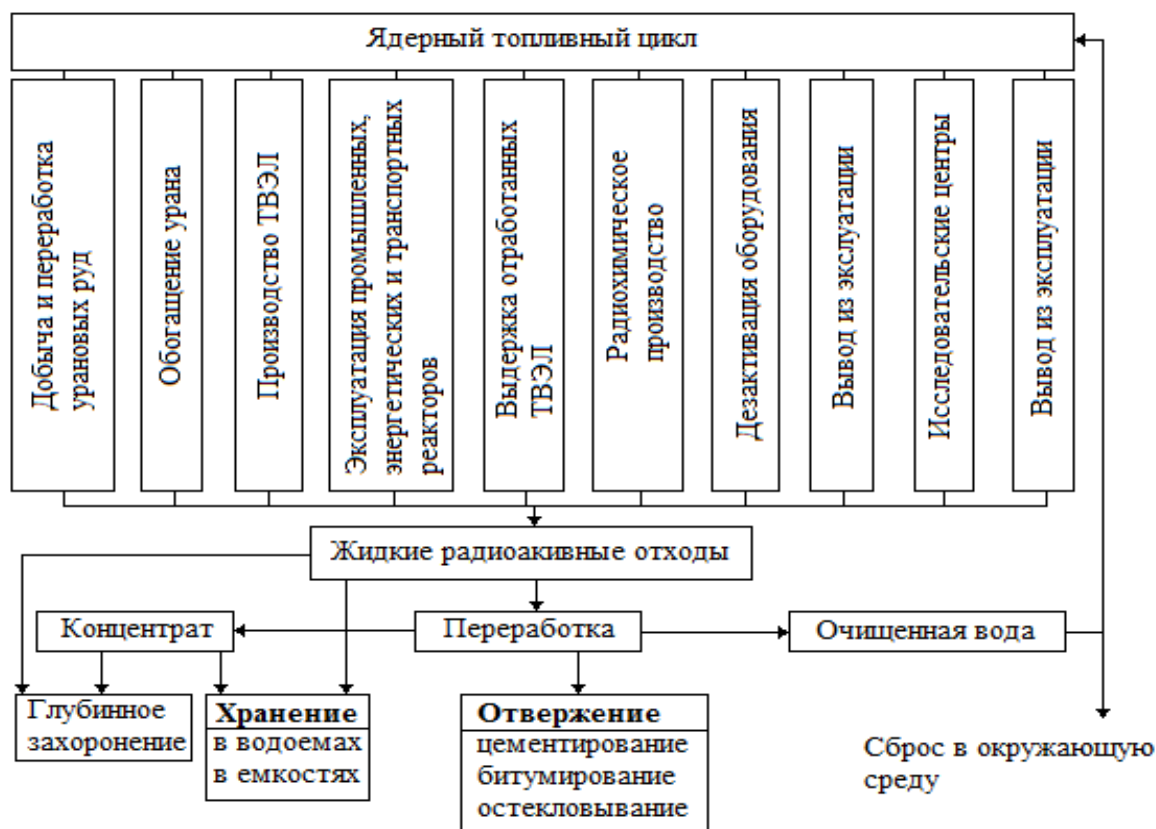 Ядерный топливный цикл
Добыча и переработка
урановых руд
Обогащение урана
Производство ТВЭЛ
Эксплуатация промышленных,
энергетических и транспортных
реакторов
Выдержка отработанных
ТВЭЛ
Радиохимическое
производство
Дезактивация оборудования
Вывод из экслуатации
Исследовательские центры
Вывод из эксплуатации
Жидкие радиоакивные отходы
Концентрат
Переработка
Очищенная вода
Глубинное
захоронение
Хранение
в водоемах
в емкостях
Отвержение
цементирование
битумирование
остекловывание
Сброс в окружающую
среду